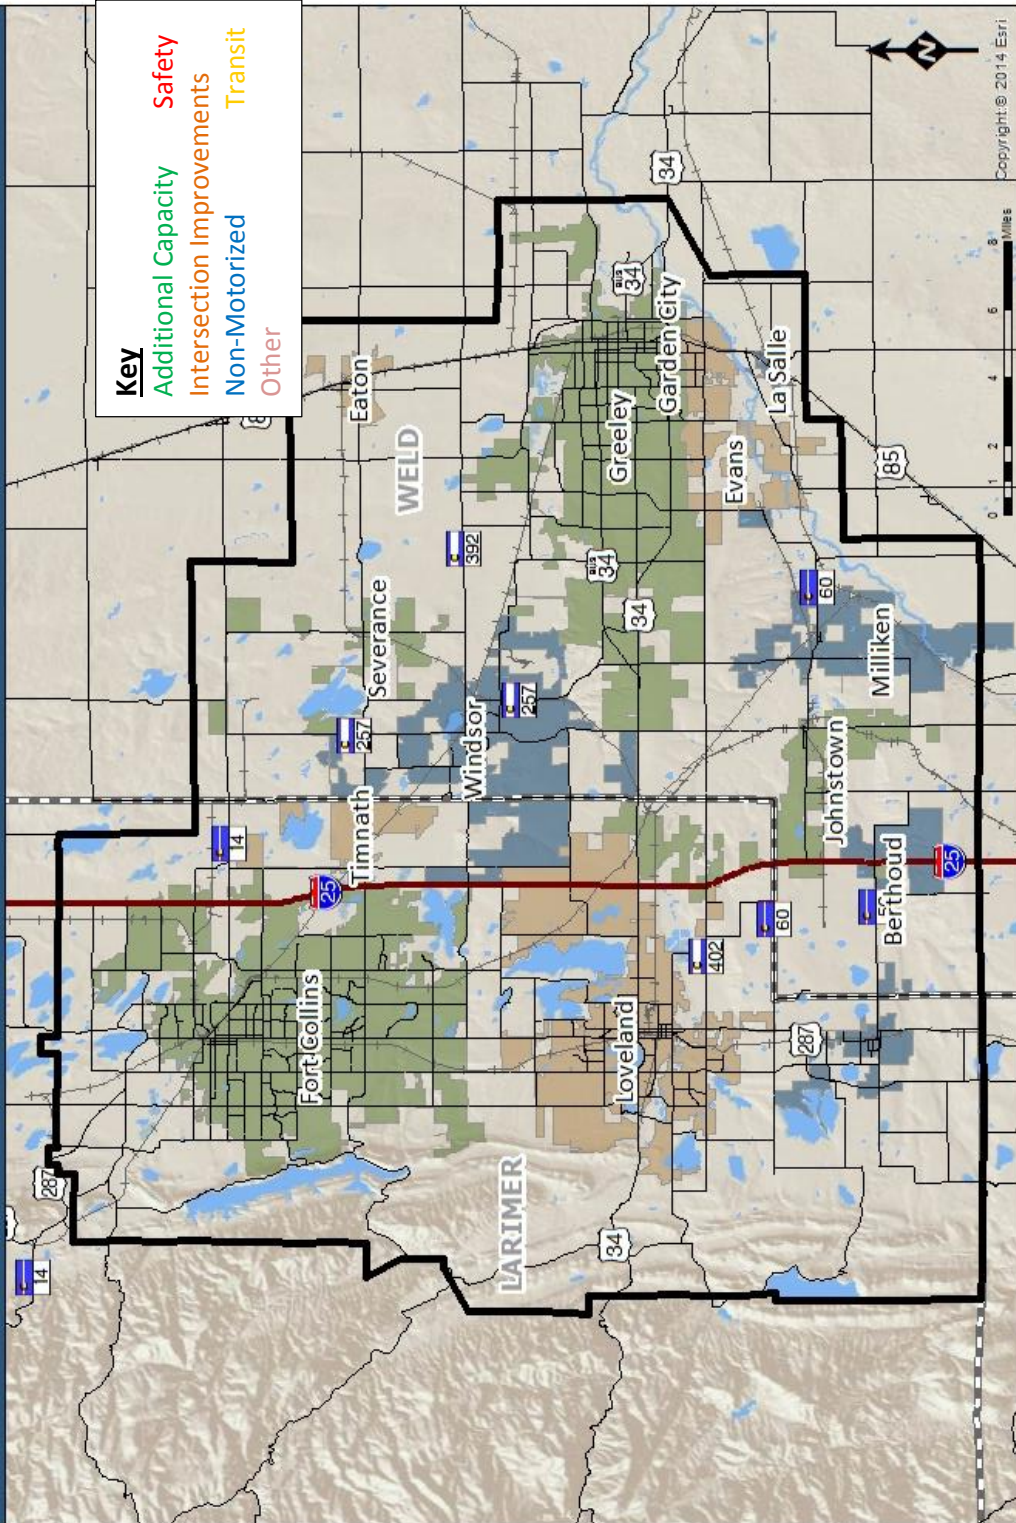 Key
Additional Capacity Safety
Intersection Improvements
Non-Motorized Transit
Other
287
14
14
25
257
Fort Collins
Timnath
Severance
Eaton
WELD
LARIMER
Windsor
392
257
34
Loveland
402
34
34
Greeley
34
34
Garden City
Evans
La Salle
85
287
60
60
Johnstown
Milliken
Berthoud
25
0 1 2 4 6 8
Miles
N
Copyright:© 2014 Esri